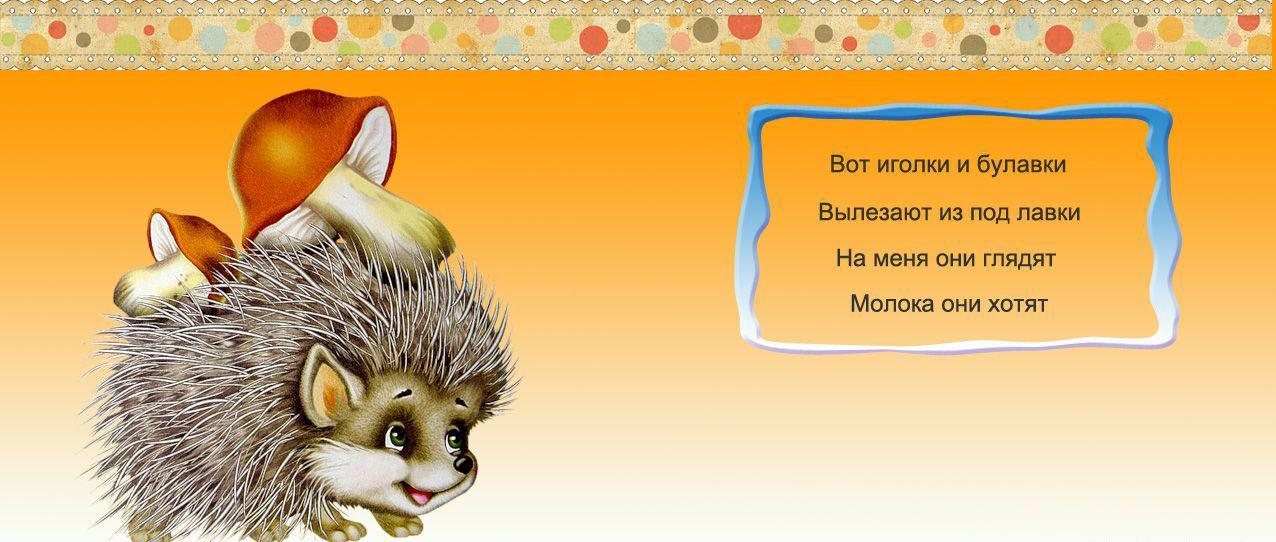 Вот иголки и булавки
Вылезают из под лавки
На меня они глядят
Молока они хотят